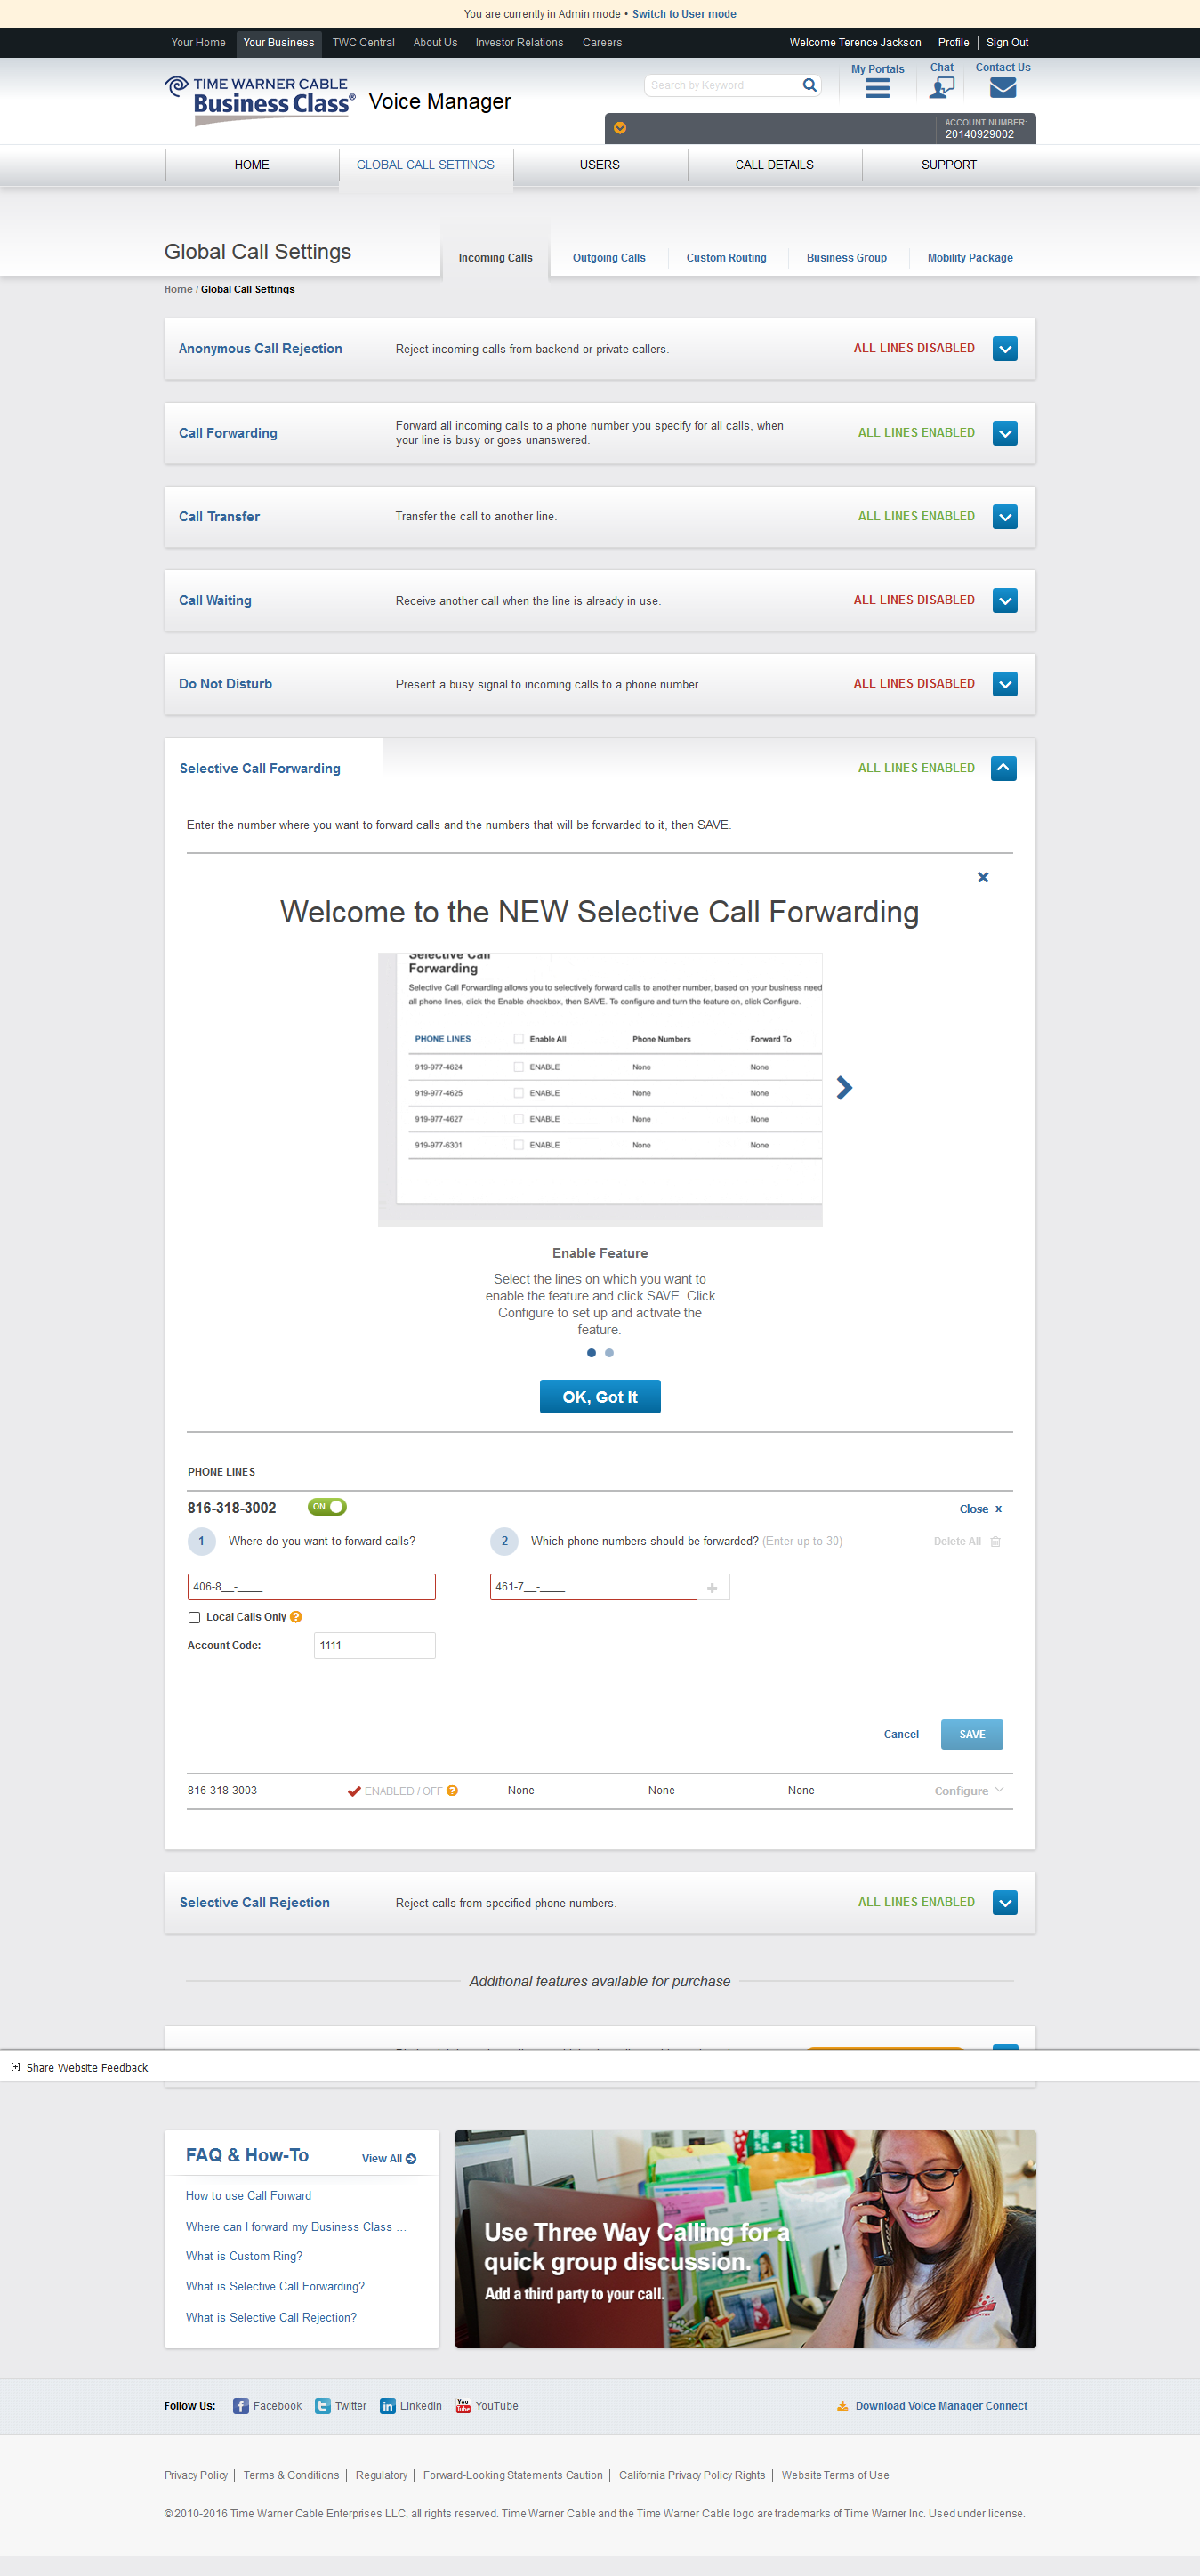 You are currently in Admin mode • Switch to User mode
Your Home Your Business TWC Central About Us Investor Relations Careers Welcome Terence Jackson Profile Sign Out
TIME WARNER CABLE
Business Class® Voice Manager
Search by Keyword
My Portals Chat Contact Us
ACCOUNT NUMBER:
20140929002
HOME GLOBAL CALL SETTINGS USERS CALL DETAILS SUPPORT
Global Call Settings
Incoming Calls Outgoing Calls Custom Routing Business Group Mobility Package
Home / Global Call Settings
Anonymous Call Rejection Reject incoming calls from backend or private callers. ALL LINES DISABLED
Call Forwarding Forward all incoming calls to a phone number you specify for all calls, when
your line is busy or goes unanswered. ALL LINES ENABLED
Call Transfer Transfer the call to another line. ALL LINES ENABLED
Call Waiting Receive another call when the line is already in use. ALL LINES DISABLED
Do Not Disturb Present a busy signal to incoming calls to a phone number. ALL LINES DISABLED
Selective Call Forwarding ALL LINES ENABLED
Enter the number where you want to forward calls and the numbers that will be forwarded to it, then SAVE.
Welcome to the NEW Selective Call Forwarding
Selective Call
Forwarding
Selective Call Forwarding allows you to selectively forward calls to another number, based on your business need
all phone lines, click the Enable checkbox, then SAVE. To configure and turn the feature on, click Configure.
PHONE LINES Enable All Phone Numbers Forward To
919-977-4624 ENABLE None None
919-977-4625 ENABLE None None
919-977-4627 ENABLE None None
919-977-6301 ENABLE None None
Enable Feature
Select the lines on which you want to
enable the feature and click SAVE. Click
Configure to set up and activate the
feature.
OK, Got It
PHONE LINES
816-318-3002 ON Close x
1 Where do you want to forward calls? 2 Which phone numbers should be forwarded? (Enter up to 30) Delete All
406-8__-____ 461-7__-____ +
Local Calls Only ?
Account Code: 1111
Cancel SAVE
816-318-3003 ENABLED / OFF ? None None None Configure
Selective Call Rejection Reject calls from specified phone numbers. ALL LINES ENABLED
Additional features available for purchase
[+] Share Website Feedback
FAQ & How-To View All
How to use Call Forward
Where can I forward my Business Class ...
What is Custom Ring?
What is Selective Call Forwarding?
What is Selective Call Rejection?
Use Three Way Calling for a
quick group discussion.
Add a third party to your call.
Follow Us: Facebook Twitter LinkedIn YouTube Download Voice Manager Connect
Privacy Policy Terms & Conditions Regulatory Forward-Looking Statements Caution California Privacy Policy Rights Website Terms of Use
© 2010-2016 Time Warner Cable Enterprises LLC, all rights reserved. Time Warner Cable and the Time Warner Cable logo are trademarks of Time Warner Inc. Used under license.